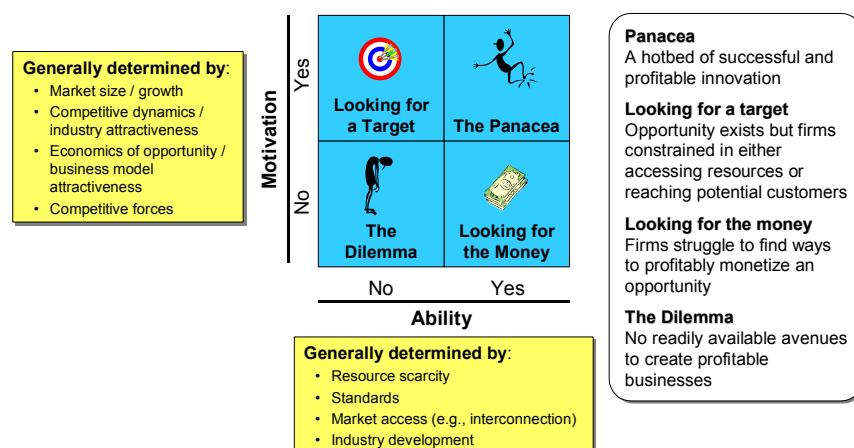 Generally determined by:
• Market size / growth
• Competitive dynamics /
industry attractiveness
• Economics of opportunity /
business model
attractiveness
• Competitive forces
Motivation
Yes
No
Looking for
a Target
The Panacea
The
Dilemma
Looking for
the Money
No
Yes
Ability
Generally determined by:
• Resource scarcity
• Standards
• Market access (e.g., interconnection)
• Industry development
Panacea
A hotbed of successful and
profitable innovation
Looking for a target
Opportunity exists but firms
constrained in either
accessing resources or
reaching potential customers
Looking for the money
Firms struggle to find ways
to profitably monetize an
opportunity
The Dilemma
No readily available avenues
to create profitable
businesses